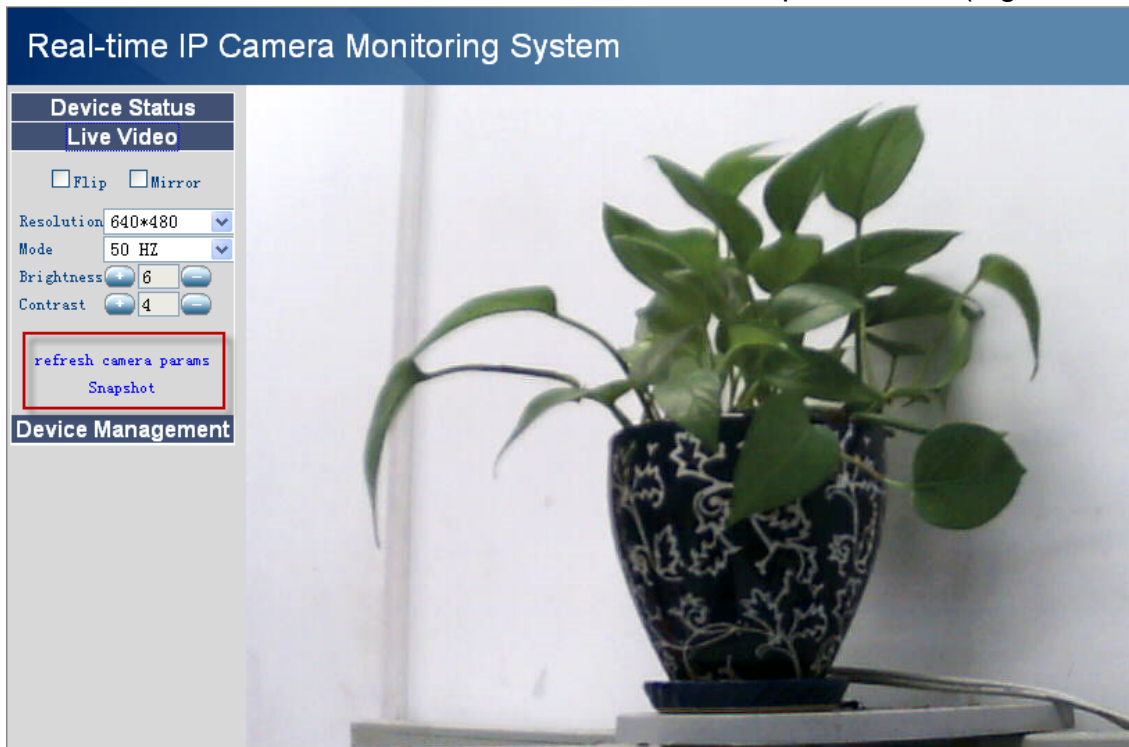 Real-time IP Camera Monitoring System
Device Status
Live Video
Flip Mirror
Resolution 640*480
Mode 50 HZ
Brightness + 6 -
Contrast + 4 -
refresh camera params
Snapshot
Device Management